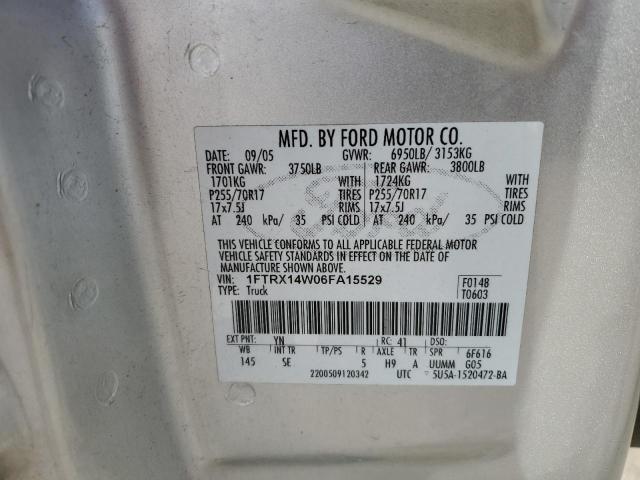 MFD. BY FORD MOTOR CO.
DATE: 09/05 GVWR: 6950LB/ 3153KG
FRONT GAWR: 3750LB REAR GAWR: 3800LB
1701KG WITH 1724KG WITH
P255/70R17 TIRES P255/70R17 TIRES
17x7.5J RIMS 17x7.5J RIMS
AT 240 kPa/ 35 PSI COLD AT 240 kPa/ 35 PSI COLD
THIS VEHICLE CONFORMS TO ALL APPLICABLE FEDERAL MOTOR
VEHICLE SAFETY STANDARDS IN EFFECT ON THE DATE OF
MANUFACTURE SHOWN ABOVE.
VIN: 1FTRX14W06FA15529 F0148
TYPE: Truck T0603
EXT PNT: YN RC: 41 DSO:
WB INT TR TP/PS R AXLE TR SPR 6F616
145 SE 5 H9 A UUMM G05
2200509120342 UTC 5U5A-1520472-BA
Ford